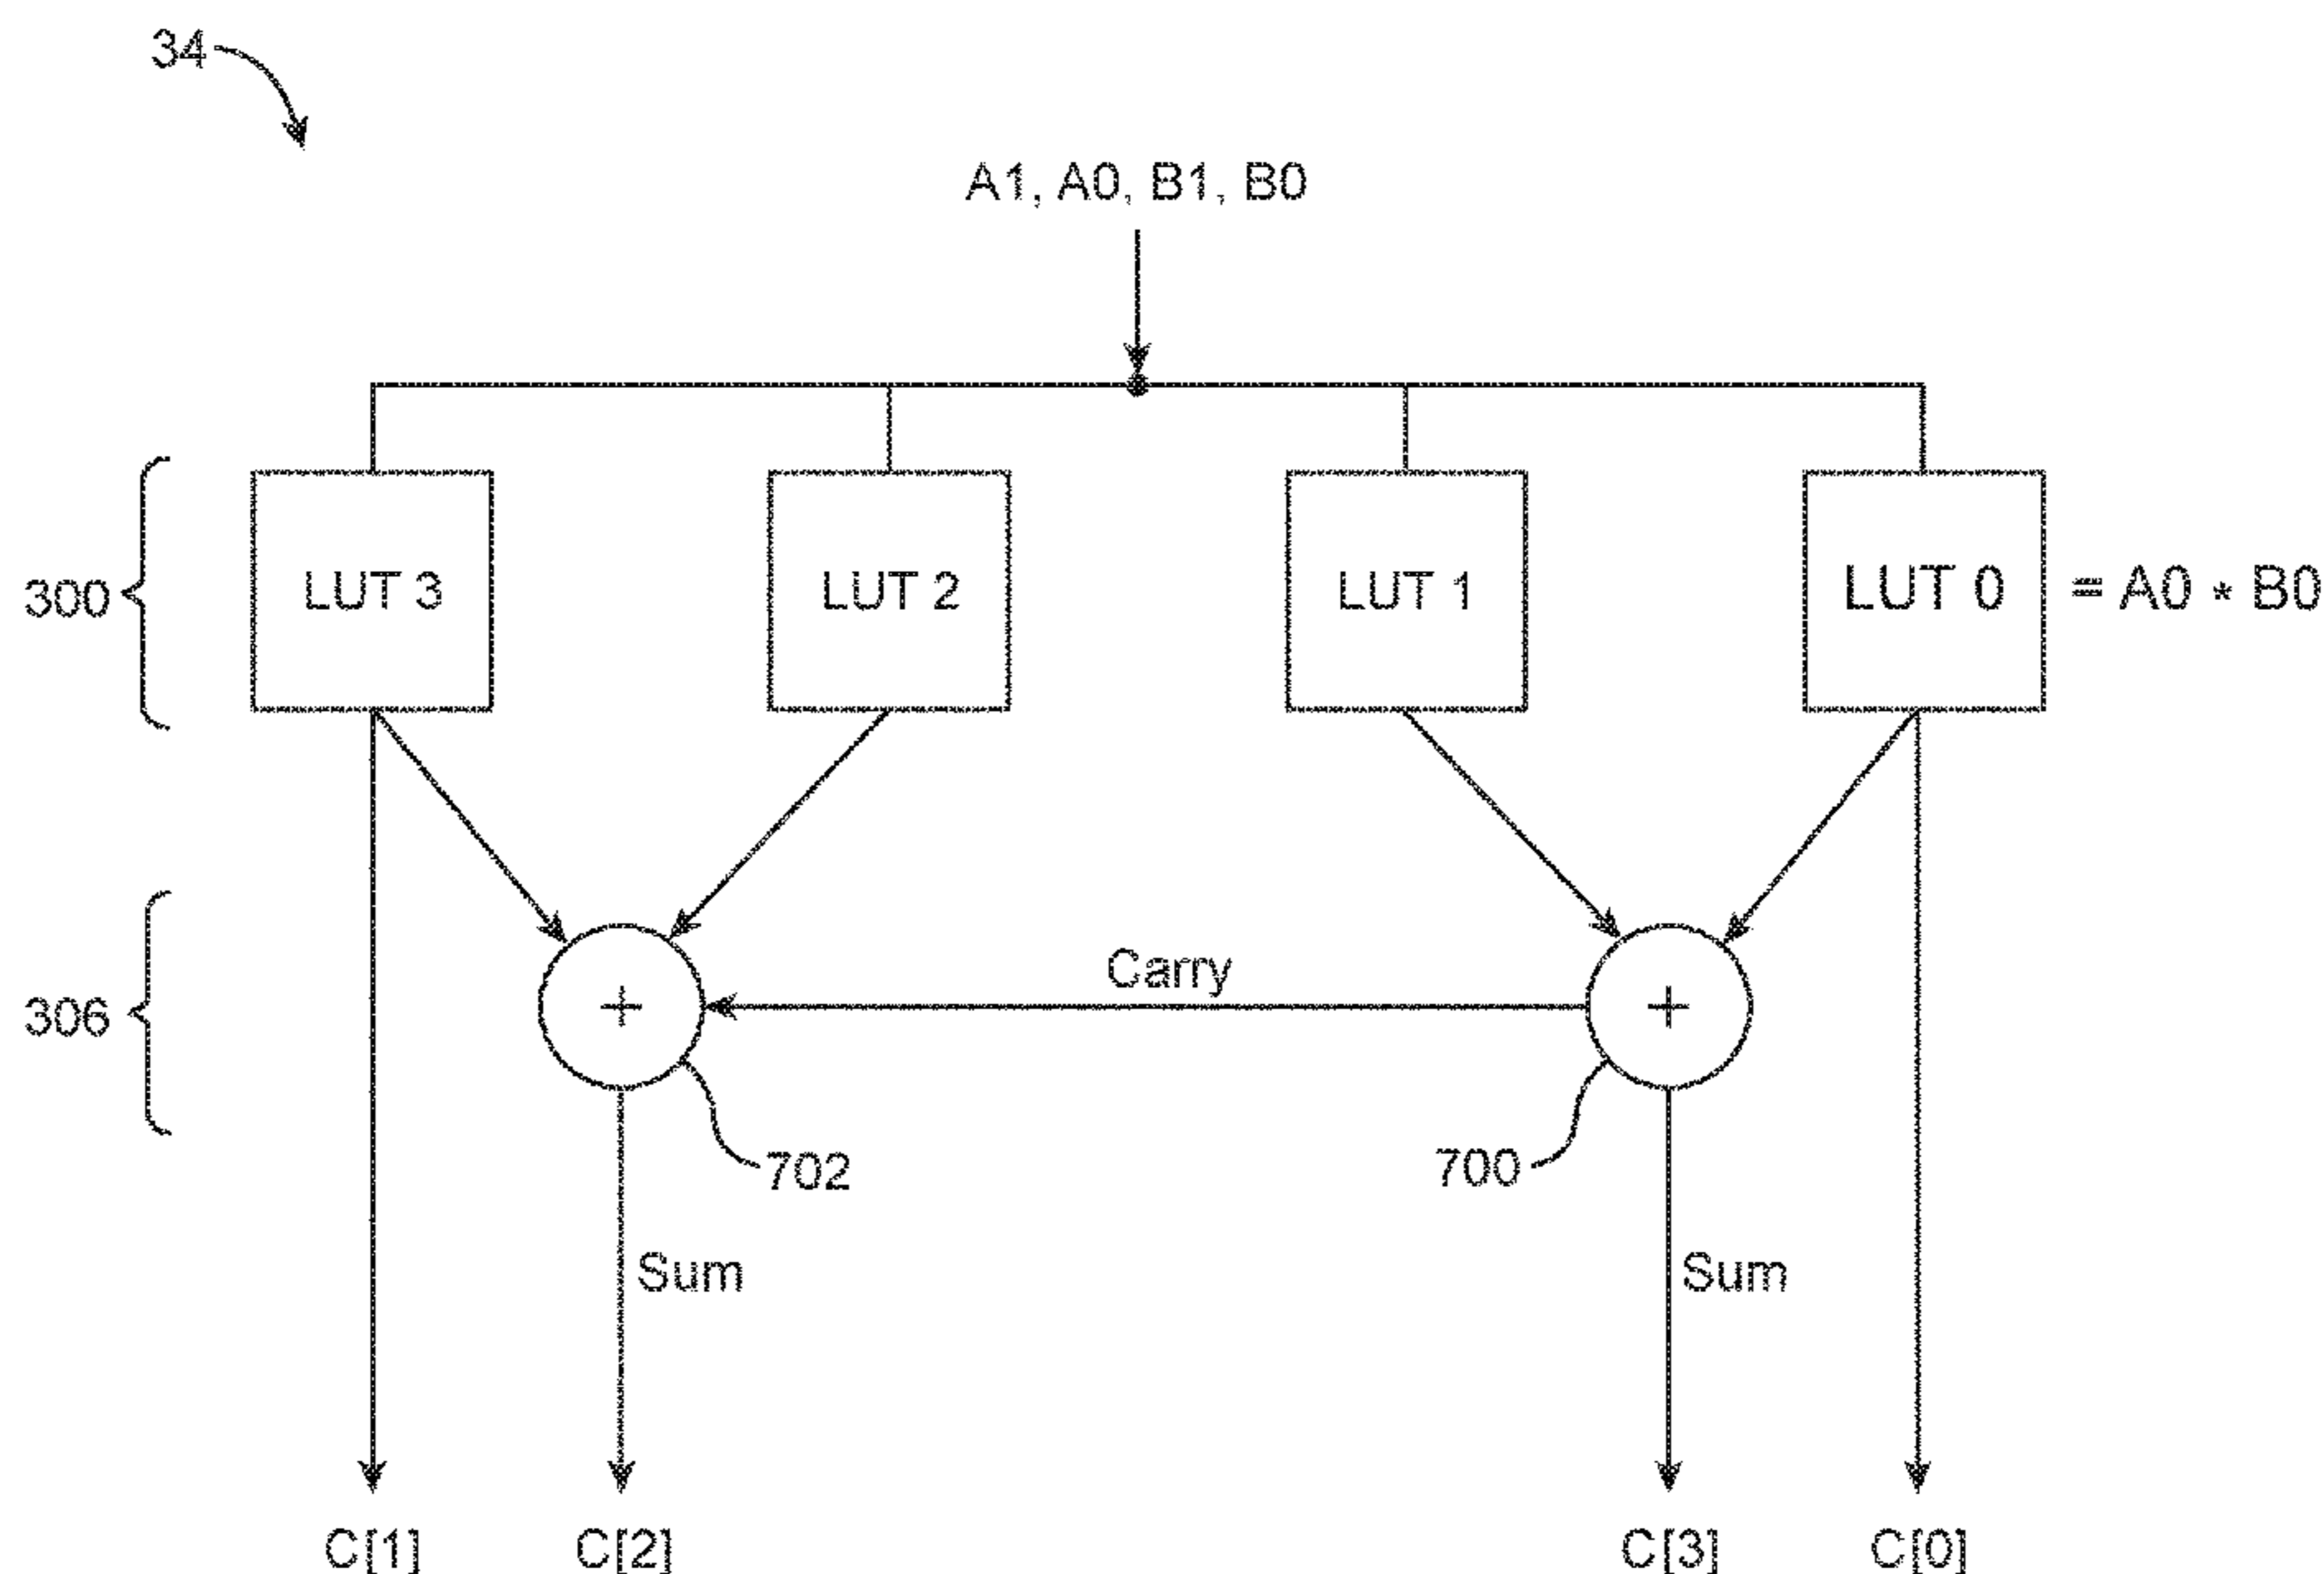 34
A1, A0, B1, B0
300
LUT 3
LUT 2
LUT 1
LUT 0
= A0 * B0
306
+
Carry
+
702
700
Sum
Sum
C[1]
C[2]
C[3]
C[0]